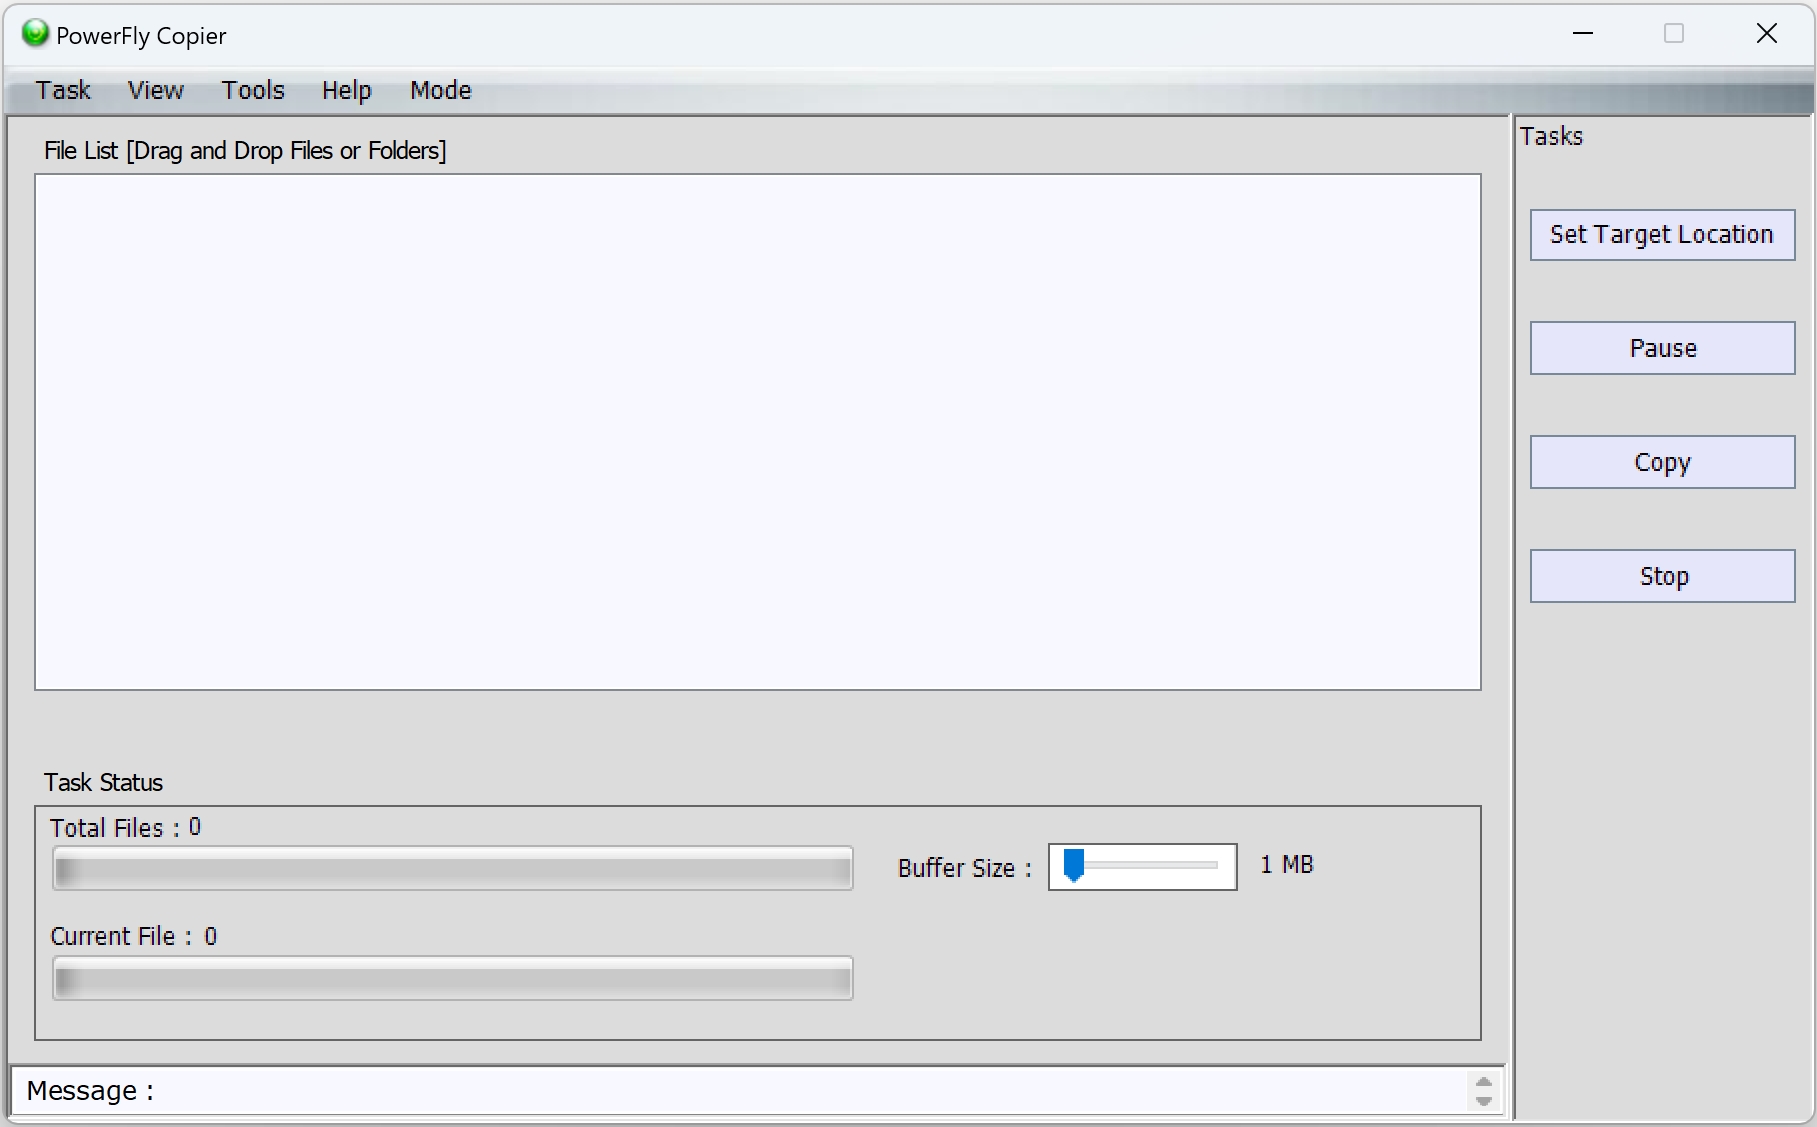 PowerFly Copier
Task View Tools Help Mode
File List [Drag and Drop Files or Folders]
Tasks
Set Target Location
Pause
Copy
Stop
Task Status
Total Files : 0
Buffer Size : 1 MB
Current File : 0
Message :